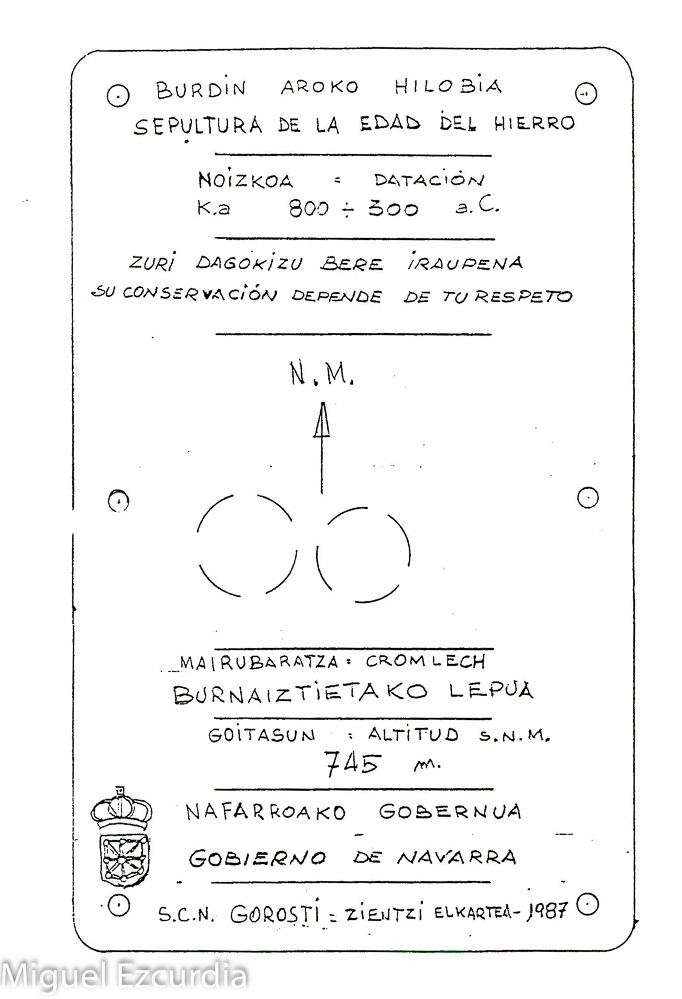 BURDIN AROKO HILOBIA
SEPULTURA DE LA EDAD DEL HIERRO
NOIZKOA = DATACIÓN
K.a 800 ÷ 300 a.C.
ZURI DAGOKIZU BERE IRAUPENA
SU CONSERVACIÓN DEPENDE DE TU RESPETO
N.M.
MAIRUBARATZA = CROMLECH
BURNAIZTIETAKO LEPUA
GOITASUN : ALTITUD S.N.M.
745 m.
NAFARROAKO GOBERNUA
GOBIERNO DE NAVARRA
S.C.N. GOROSTI = ZIENTZI ELKARTEA-1987
Miguel Ezcurdia